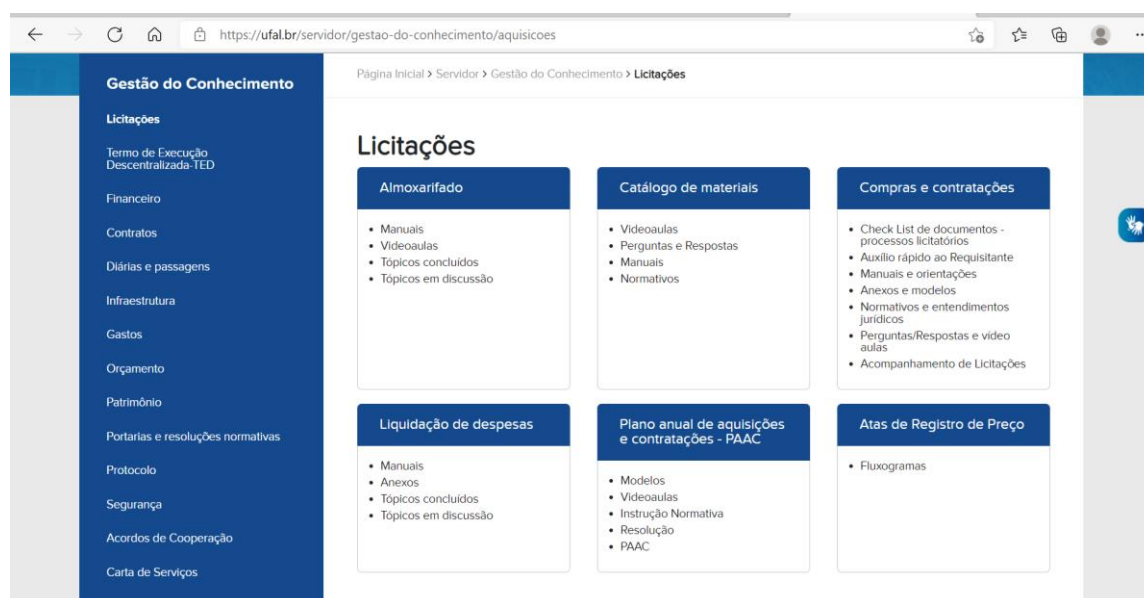 https://ufal.br/servidor/gestao-do-conhecimento/aquisicoes
Gestão do Conhecimento
Licitações
Termo de Execução
Descentralizada-TED
Financeiro
Contratos
Diárias e passagens
Infraestrutura
Gastos
Orçamento
Patrimônio
Portarias e resoluções normativas
Protocolo
Segurança
Acordos de Cooperação
Carta de Serviços
Página Inicial > Servidor > Gestão do Conhecimento > Licitações
Licitações
Almoxarifado
• Manuais
• Videoaulas
• Tópicos concluídos
• Tópicos em discussão
Catálogo de materiais
• Videoaulas
• Perguntas e Respostas
• Manuais
• Normativos
Compras e contratações
• Check List de documentos -
processos licitatórios
• Auxílio rápido ao Requisitante
• Manuais e orientações
• Anexos e modelos
• Normativos e entendimentos
jurídicos
• Perguntas/Respostas e vídeo
aulas
• Acompanhamento de Licitações
Liquidação de despesas
• Manuais
• Anexos
• Tópicos concluídos
• Tópicos em discussão
Plano anual de aquisições
e contratações - PAAC
• Modelos
• Videoaulas
• Instrução Normativa
• Resolução
• PAAC
Atas de Registro de Preço
• Fluxogramas